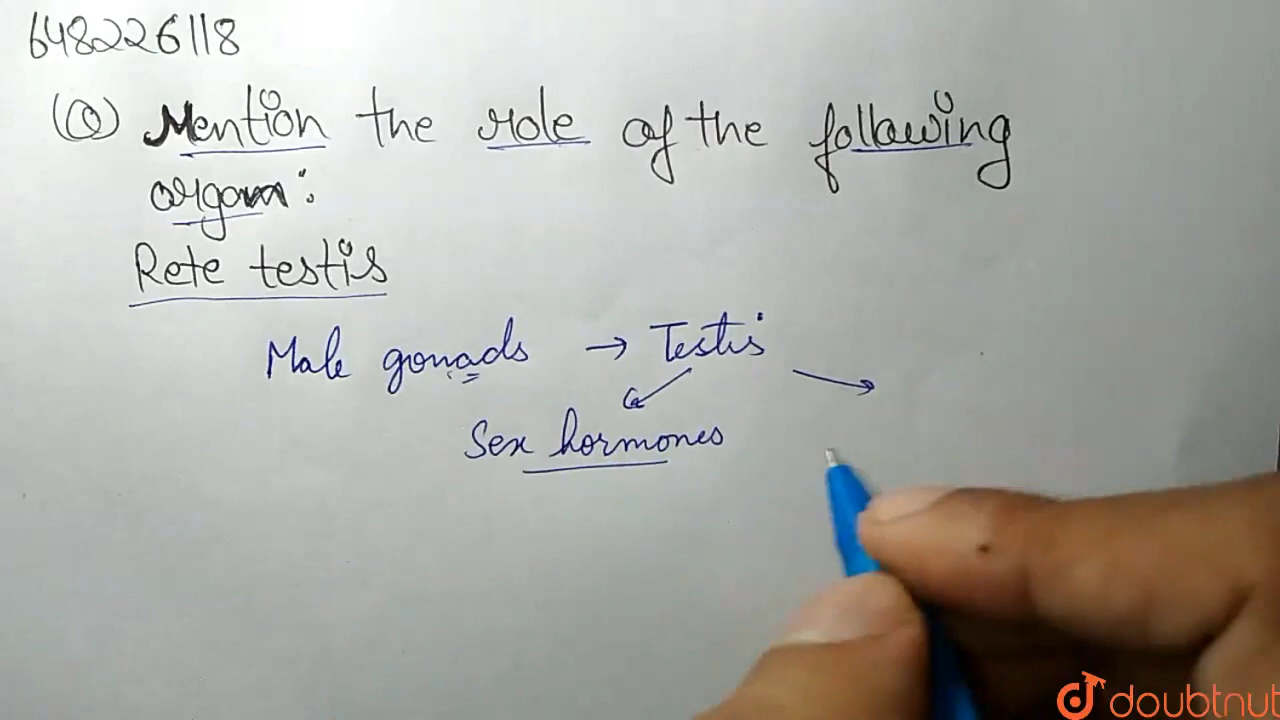 648226118
(Q) Mention the role of the following
organ:
Rete testis
Male gonads → Testis
Sex hormones
doubtnut